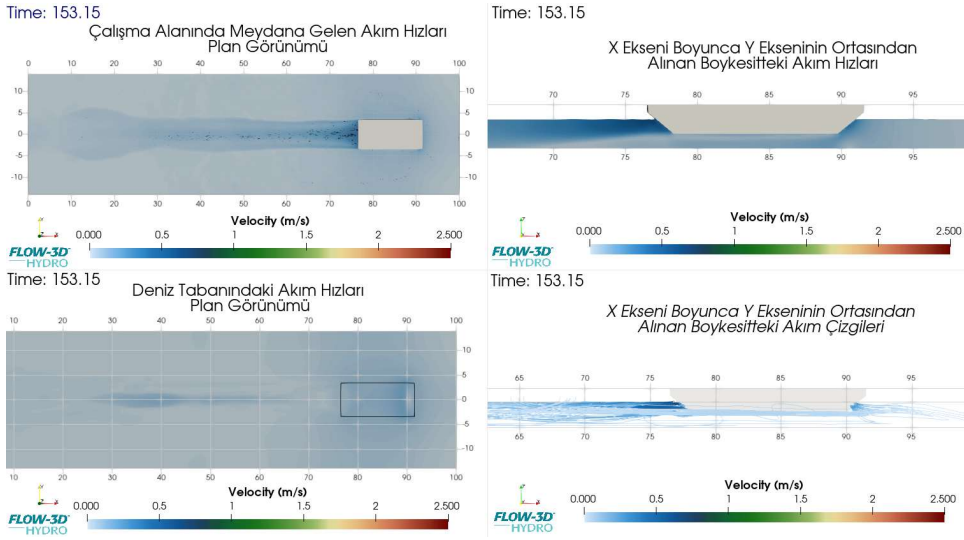 Time: 153.15
Çalışma Alanında Meydana Gelen Akım Hızları
Plan Görünümü
0 10 20 30 40 50 60 70 80 90 100
10 10
5 5
0 0
-5 -5
-10 -10
0 10 20 30 40 50 60 70 80 90 100
Velocity (m/s)
0.000 0.5 1 1.5 2 2.500
FLOW-3D
HYDRO
Time: 153.15
X Ekseni Boyunca Y Ekseninin Ortasından
Alınan Boykesitteki Akım Hızları
70 75 80 85 90 95
70 75 80 85 90 95
Velocity (m/s)
0.000 0.5 1 1.5 2 2.500
FLOW-3D
HYDRO
Time: 153.15
Deniz Tabanındaki Akım Hızları
Plan Görünümü
10 20 30 40 50 60 70 80 90 100
10
5
0
-5
-10
10 20 30 40 50 60 70 80 90 100
Velocity (m/s)
0.000 0.5 1 1.5 2 2.500
FLOW-3D
HYDRO
Time: 153.15
X Ekseni Boyunca Y Ekseninin Ortasından
Alınan Boykesitteki Akım Çizgileri
65 70 75 80 85 90 95
65 70 75 80 85 90 95
Velocity (m/s)
0.000 0.5 1 1.5 2 2.500
FLOW-3D
HYDRO